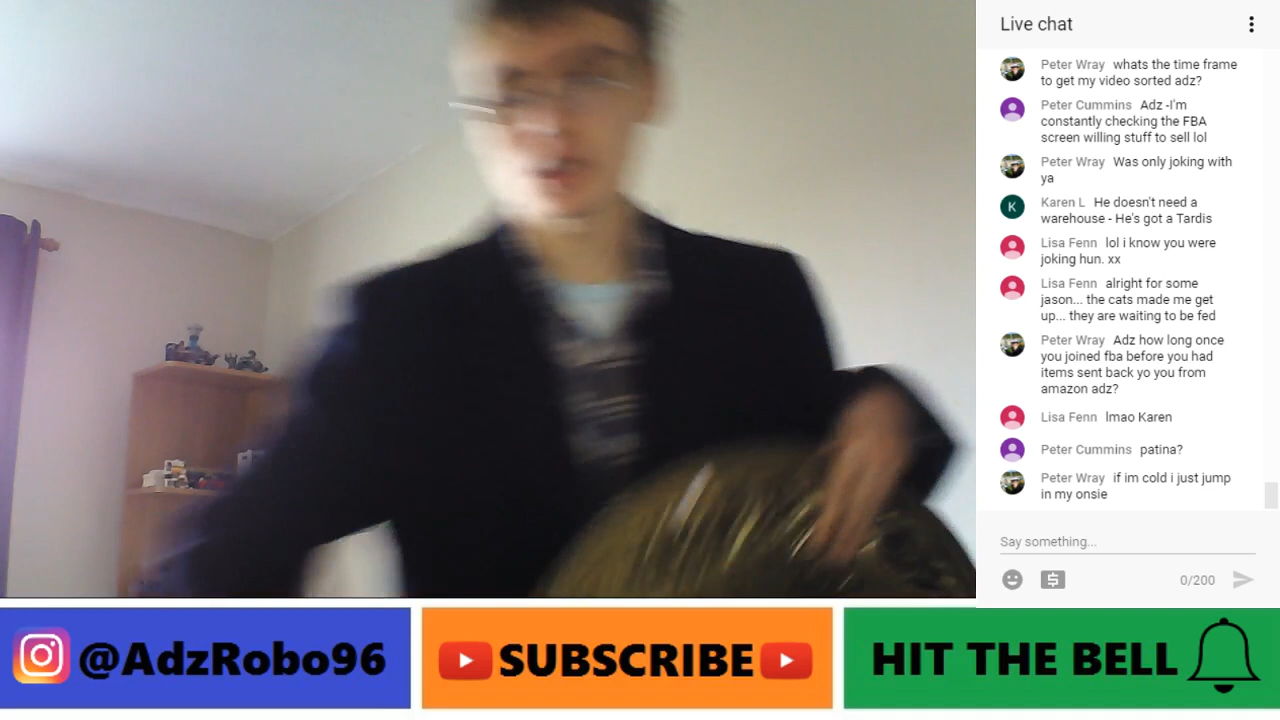 Live chat
Peter Wray whats the time frame
to get my video sorted adz?
Peter Cummins Adz -I'm
constantly checking the FBA
screen willing stuff to sell lol
Peter Wray Was only joking with
ya
K
Karen L He doesn't need a
warehouse - He's got a Tardis
Lisa Fenn lol i know you were
joking hun. xx
Lisa Fenn alright for some
jason... the cats made me get
up... they are waiting to be fed
Peter Wray Adz how long once
you joined fba before you had
items sent back yo you from
amazon adz?
Lisa Fenn lmao Karen
Peter Cummins patina?
Peter Wray if im cold i just jump
in my onsie
Say something...
0/200
@AdzRobo96
SUBSCRIBE
HIT THE BELL